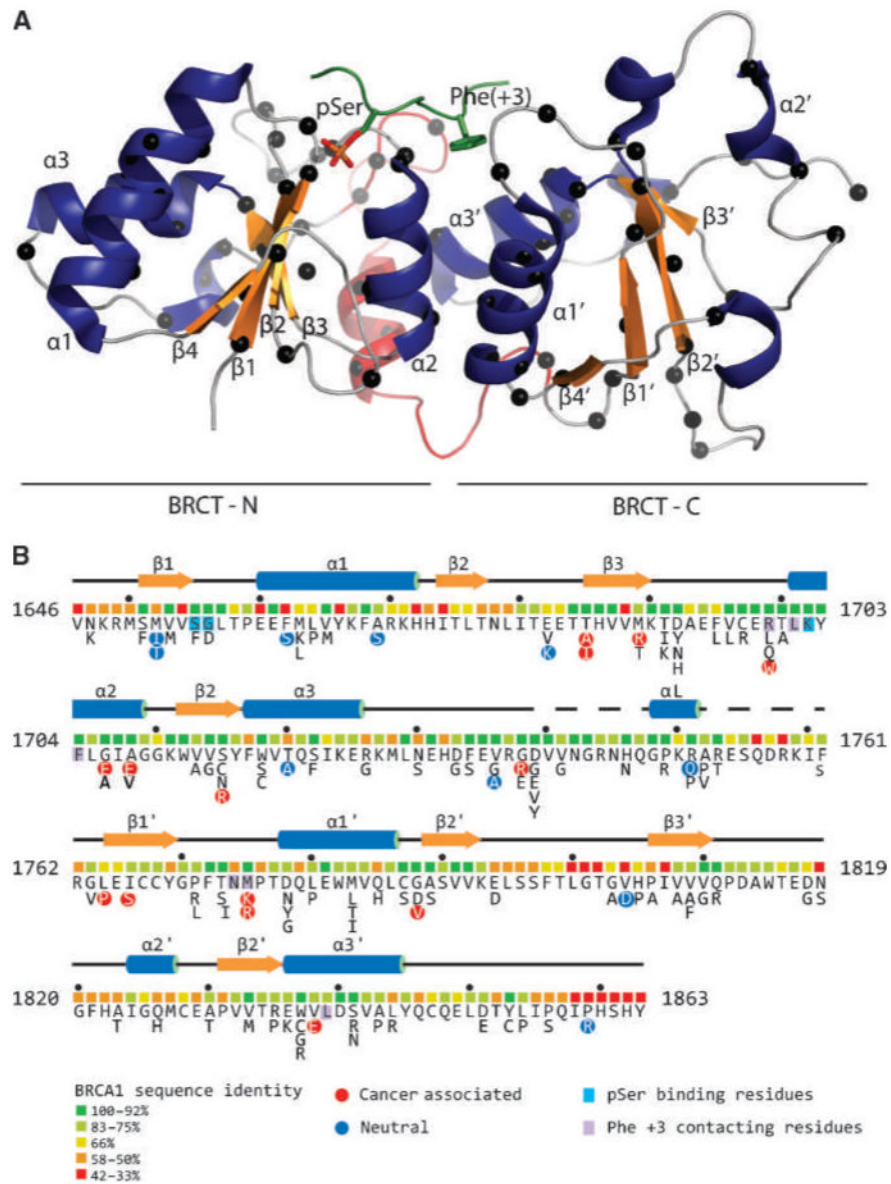 A
α3
α1
β4
β1
β2
β3
pSer
Phe(+3)
α2
α3'
α1'
β4'
β1'
β2'
β3'
α2'
BRCT - N
BRCT - C
B
β1 α1 β2 β3
1646 1703
VNKRMSMVVSGLTPEEFMLVYKFARKHHITLTNLITEETTHVVMKTDAEFVCERTLKY
K F I M F D S K P M S V A R I Y L L R L A
T L K I T K N Q
H W
α2 β2 α3 αL
1704 1761
FLGIAGGKWVVSYFWVTQSIKERKMLNEHDFEVRGDVVNGRNHQGPKRARESQDRKIF
E E A G C S A F G S G S G R E G N R Q P T S
A V N C A E G P V
R V
Y
β1' α1' β2' β3'
1762 1819
RGLEICCYGPFTNMPTDQLEWMVQLCGASVVKELSSFTLGTGVHPIVVVQPDAWTEDN
V P S R S K N P L S D D A D P A A G R G S
L I R Y T V F
G I
α2' β2' α3'
1820 1863
GFHAIGQMCEAPVVTREWVLDSVALYQCQELDTYLIPQIPHSHY
T H T M P K C E R P R E C P S R
G N
R
BRCA1 sequence identity
100-92%
83-75%
66%
58-50%
42-33%
Cancer associated
Neutral
pSer binding residues
Phe +3 contacting residues